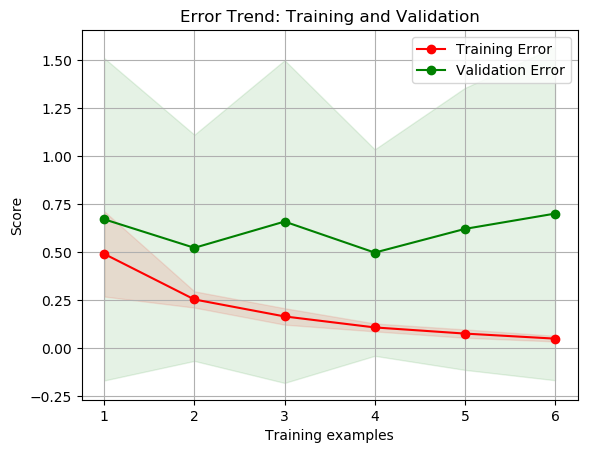 Error Trend: Training and Validation
Training Error
Validation Error
1.50
1.25
1.00
0.75
0.50
0.25
0.00
−0.25
Score
1 2 3 4 5 6
Training examples